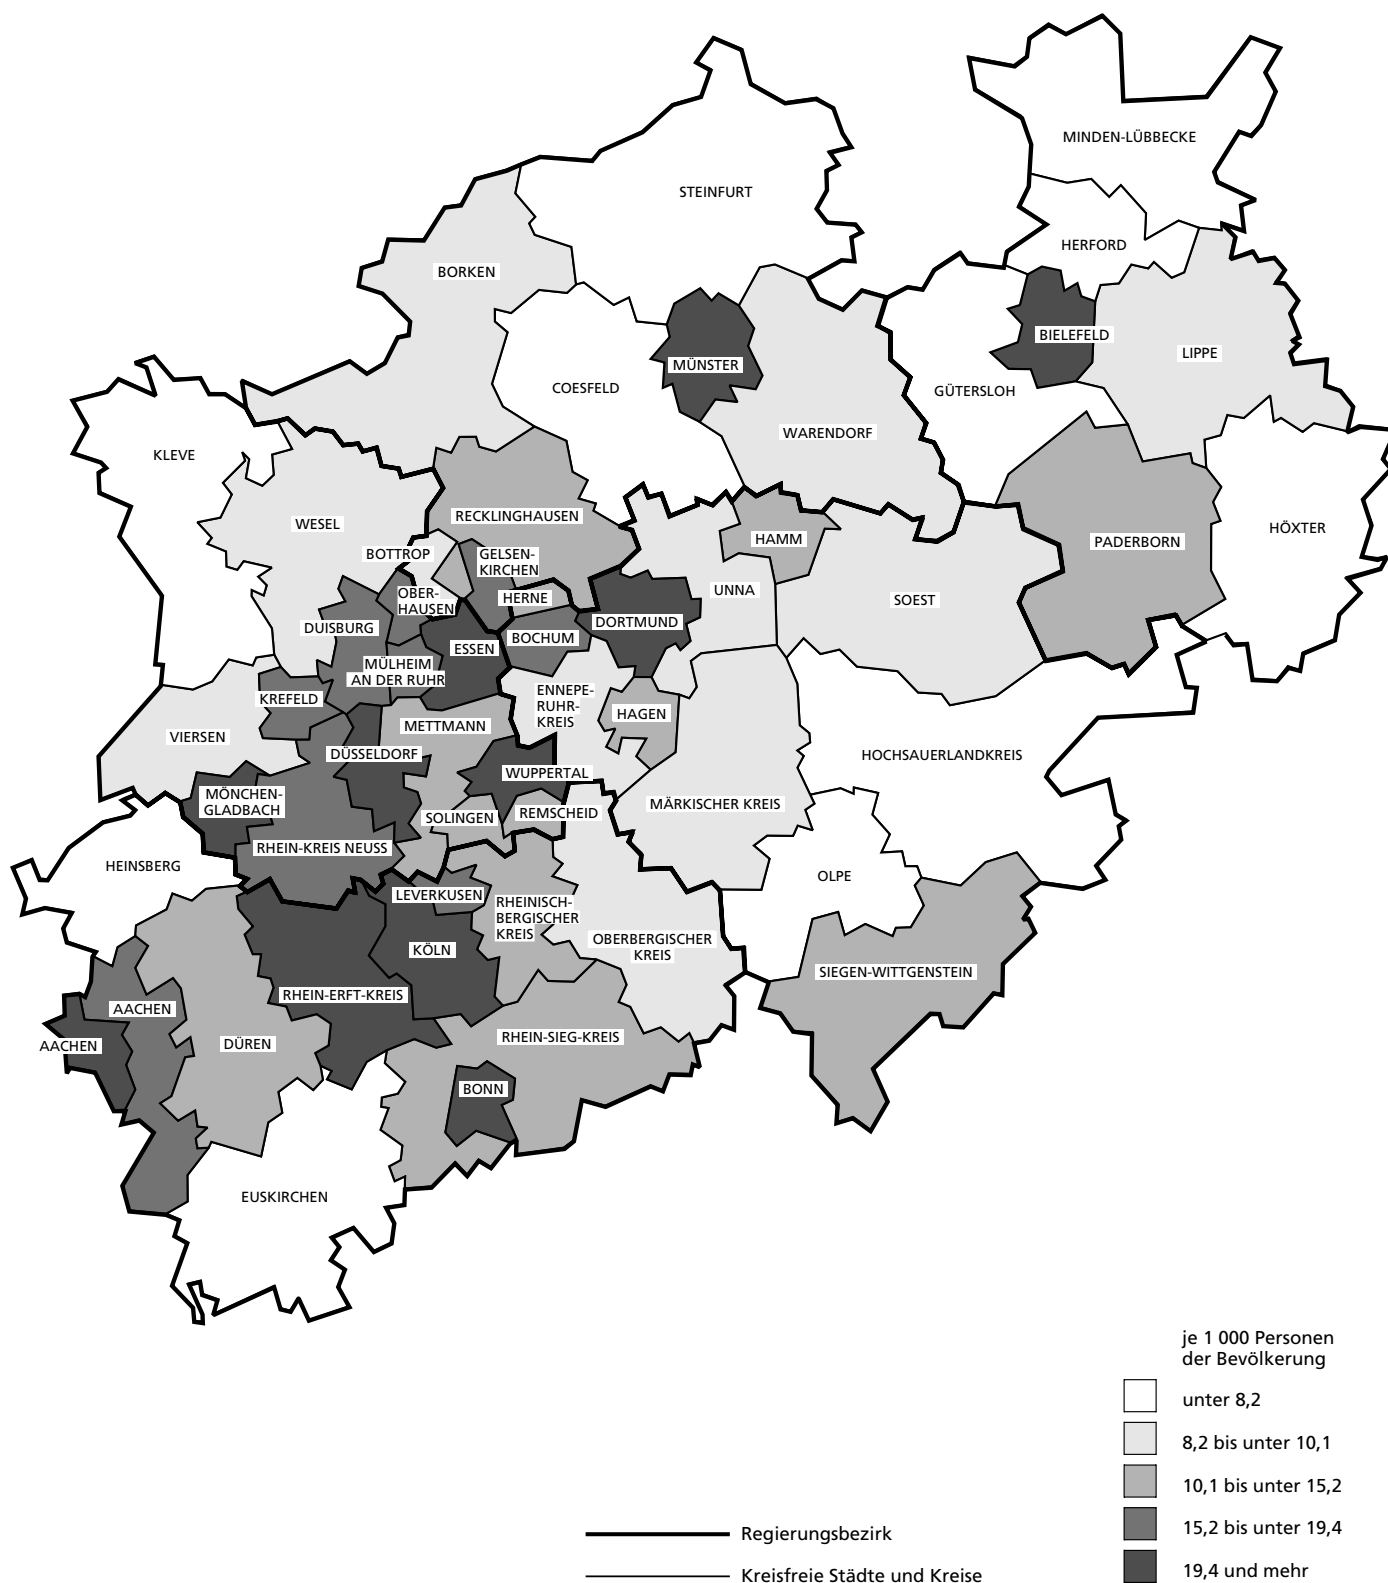 MINDEN-LÜBBECKE
STEINFURT
HERFORD
BORKEN
BIELEFELD
LIPPE
MÜNSTER
COESFELD
GÜTERSLOH
WARENDORF
KLEVE
RECKLINGHAUSEN
WESEL
HÖXTER
HAMM
PADERBORN
BOTTROP
GELSEN-
KIRCHEN
UNNA
OBER-
HAUSEN
HERNE
SOEST
DUISBURG
DORTMUND
BOCHUM
ESSEN
MÜLHEIM
AN DER RUHR
KREFELD
ENNEPE-
RUHR-
KREIS
HAGEN
METTMANN
VIERSEN
DÜSSELDORF
HOCHSAUERLANDKREIS
WUPPERTAL
MÖNCHEN-
GLADBACH
MÄRKISCHER KREIS
REMSCHEID
SOLINGEN
RHEIN-KREIS NEUSS
HEINSBERG
OLPE
LEVERKUSEN
RHEINISCH-
BERGISCHER
KREIS
OBERBERGISCHER
KREIS
KÖLN
SIEGEN-WITTGENSTEIN
RHEIN-ERFT-KREIS
AACHEN
RHEIN-SIEG-KREIS
AACHEN
DÜREN
BONN
EUSKIRCHEN
je 1 000 Personen
der Bevölkerung
unter 8,2
8,2 bis unter 10,1
10,1 bis unter 15,2
15,2 bis unter 19,4
19,4 und mehr
Regierungsbezirk
Kreisfreie Städte und Kreise